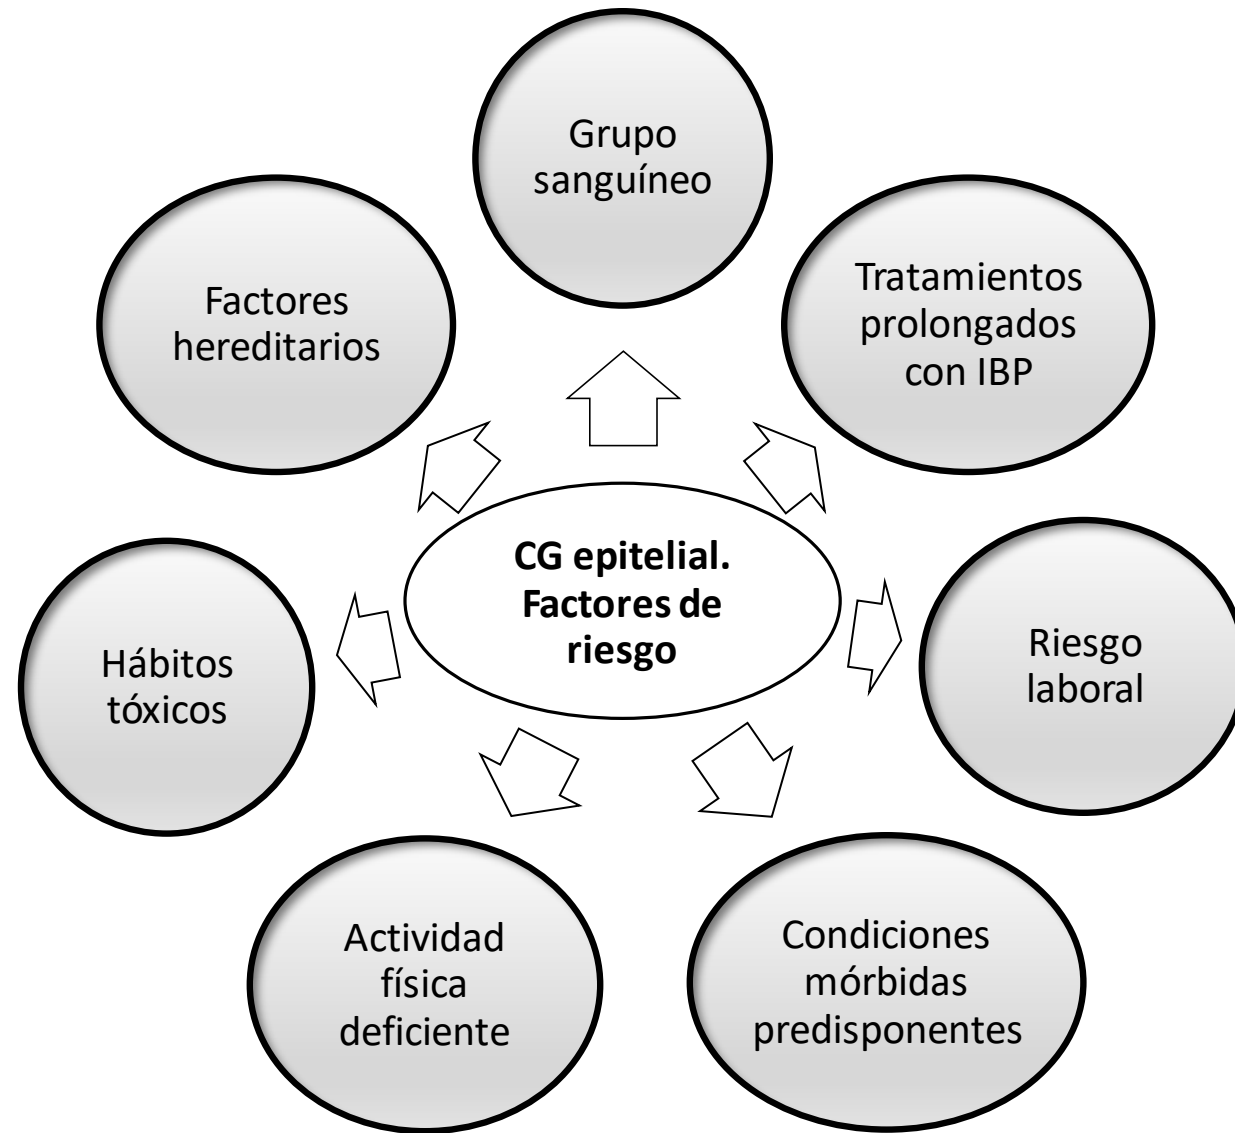 Grupo
sanguíneo
Tratamientos
prolongados
con IBP
Factores
hereditarios
CG epitelial.
Factores de
riesgo
Riesgo
laboral
Hábitos
tóxicos
Condiciones
mórbidas
predisponentes
Actividad
física
deficiente